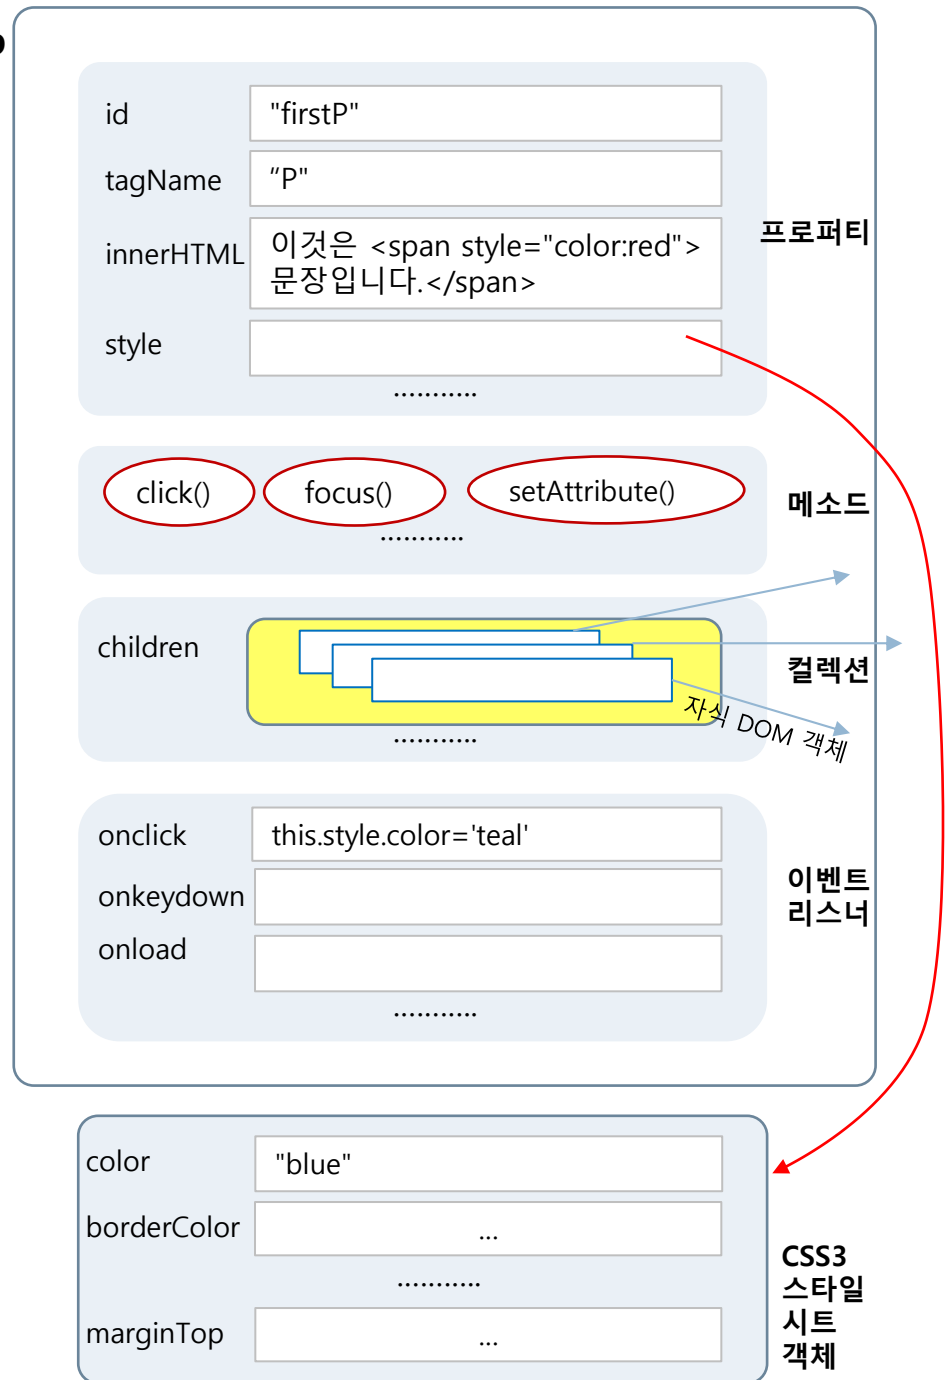 id
"firstP"
tagName
“P"
innerHTML
이것은 <span style="color:red">
문장입니다.</span>
프로퍼티
style
...........
click()
focus()
setAttribute()
메소드
...........
children
컬렉션
자식 DOM 객체
...........
onclick
this.style.color='teal'
onkeydown
이벤트
리스너
onload
...........
color
"blue"
borderColor
...
...........
marginTop
...
CSS3
스타일
시트
객체